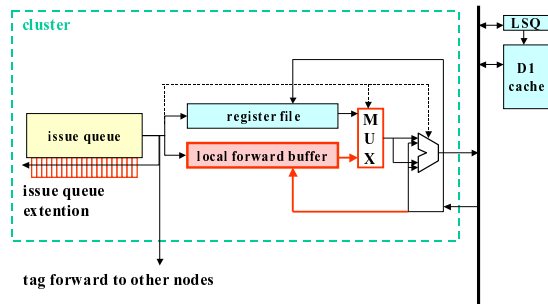 cluster
LSQ
D1
cache
register file
M
U
X
issue queue
local forward buffer
issue queue
extention
tag forward to other nodes